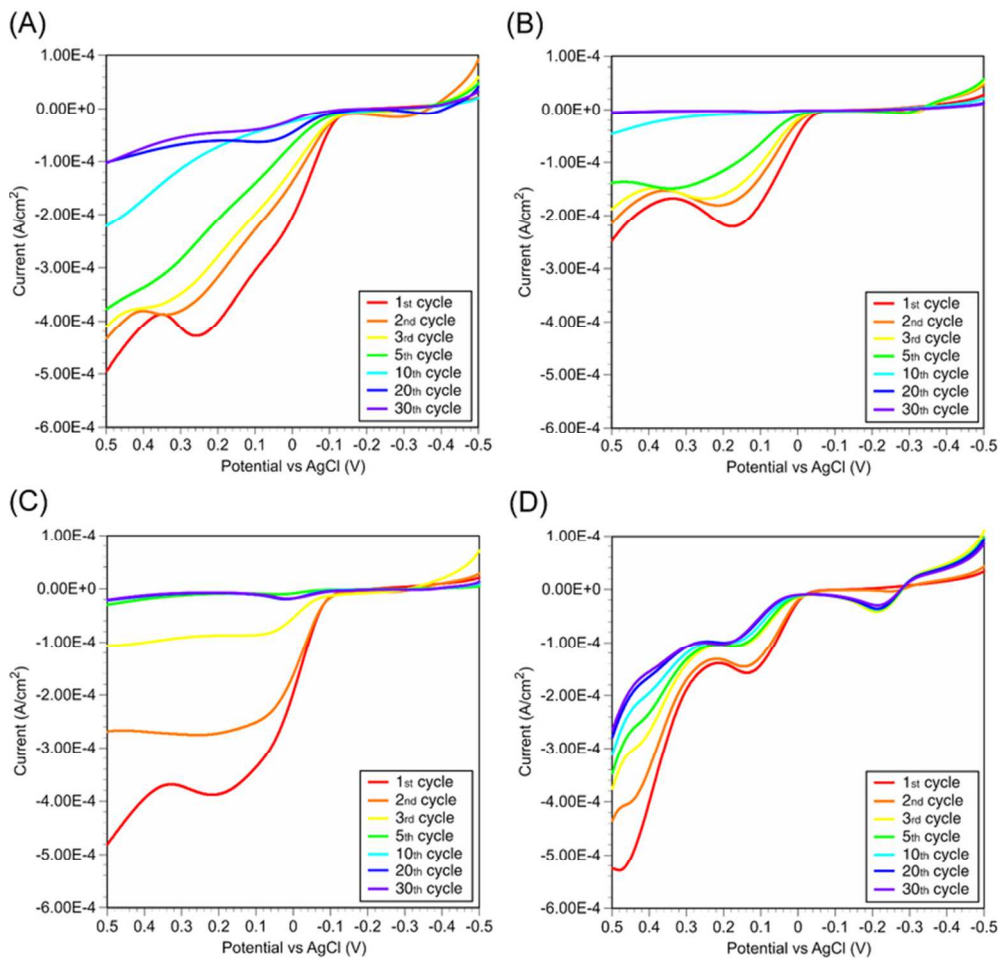 (A)
1.00E-4
0.00E+0
-1.00E-4
-2.00E-4
-3.00E-4
-4.00E-4
-5.00E-4
-6.00E-4
Current (A/cm²)
0.5 0.4 0.3 0.2 0.1 0 -0.1 -0.2 -0.3 -0.4 -0.5
Potential vs AgCl (V)
1st cycle
2nd cycle
3rd cycle
5th cycle
10th cycle
20th cycle
30th cycle
(B)
1.00E-4
0.00E+0
-1.00E-4
-2.00E-4
-3.00E-4
-4.00E-4
-5.00E-4
-6.00E-4
Current (A/cm²)
0.5 0.4 0.3 0.2 0.1 0 -0.1 -0.2 -0.3 -0.4 -0.5
Potential vs AgCl (V)
1st cycle
2nd cycle
3rd cycle
5th cycle
10th cycle
20th cycle
30th cycle
(C)
1.00E-4
0.00E+0
-1.00E-4
-2.00E-4
-3.00E-4
-4.00E-4
-5.00E-4
-6.00E-4
Current (A/cm²)
0.5 0.4 0.3 0.2 0.1 0 -0.1 -0.2 -0.3 -0.4 -0.5
Potential vs AgCl (V)
1st cycle
2nd cycle
3rd cycle
5th cycle
10th cycle
20th cycle
30th cycle
(D)
1.00E-4
0.00E+0
-1.00E-4
-2.00E-4
-3.00E-4
-4.00E-4
-5.00E-4
-6.00E-4
Current (A/cm²)
0.5 0.4 0.3 0.2 0.1 0 -0.1 -0.2 -0.3 -0.4 -0.5
Potential vs AgCl (V)
1st cycle
2nd cycle
3rd cycle
5th cycle
10th cycle
20th cycle
30th cycle